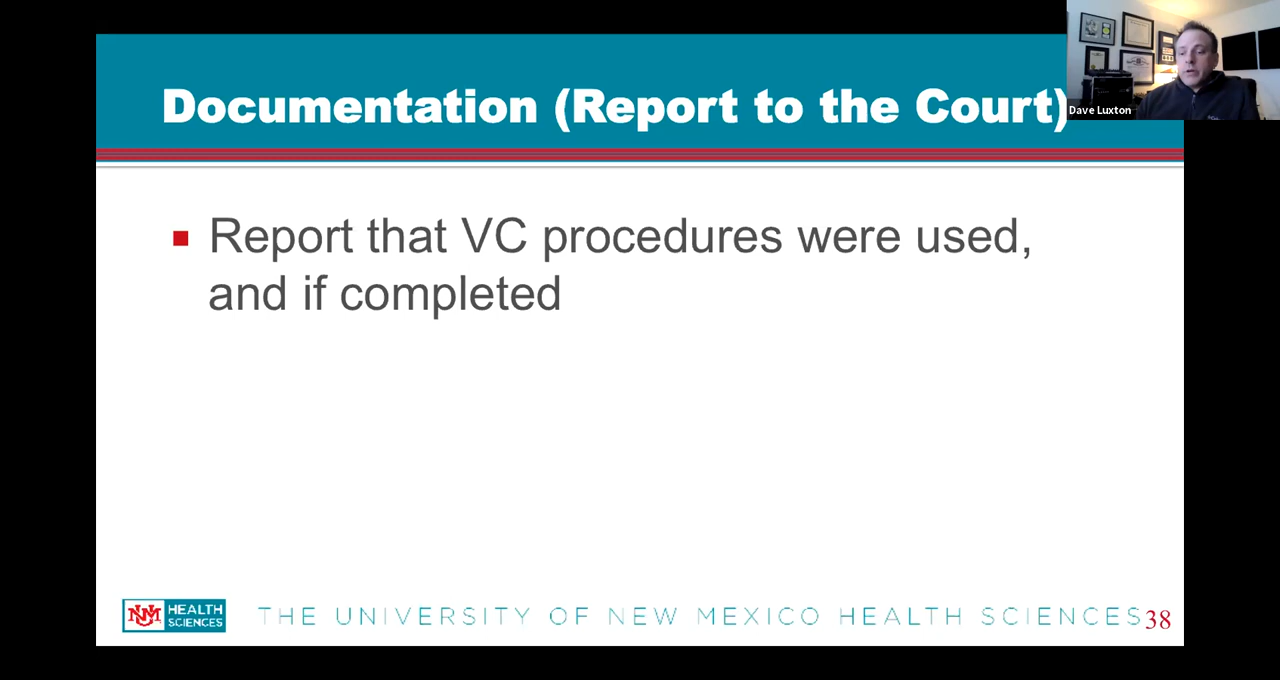 Documentation (Report to the Court)
Dave Luxton
Report that VC procedures were used,
and if completed
UNM HEALTH
SCIENCES
THE UNIVERSITY OF NEW MEXICO HEALTH SCIENCES
38